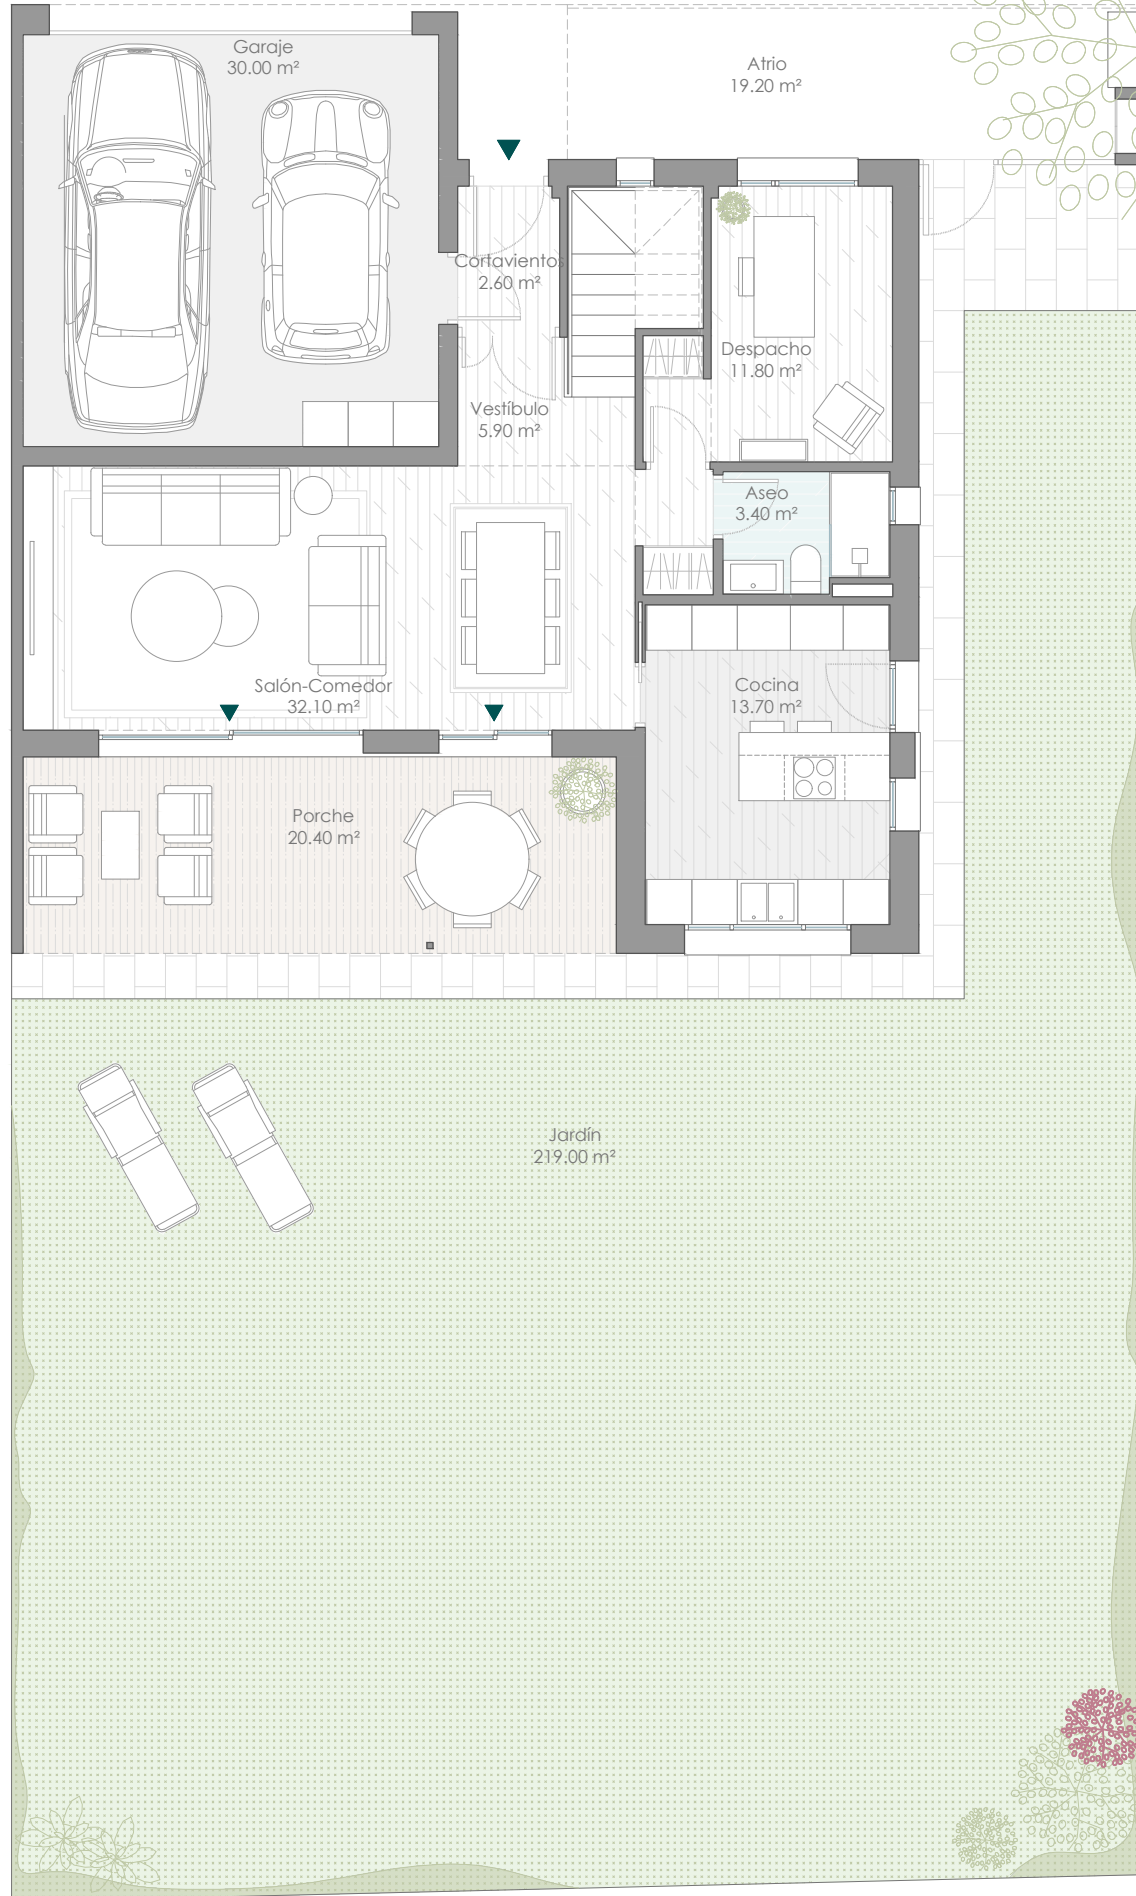 Garaje
30.00 m²
Atrio
19.20 m²
Cortavientos
2.60 m²
Despacho
11.80 m²
Vestíbulo
5.90 m²
Aseo
3.40 m²
Salón-Comedor
32.10 m²
Cocina
13.70 m²
Porche
20.40 m²
Jardín
219.00 m²